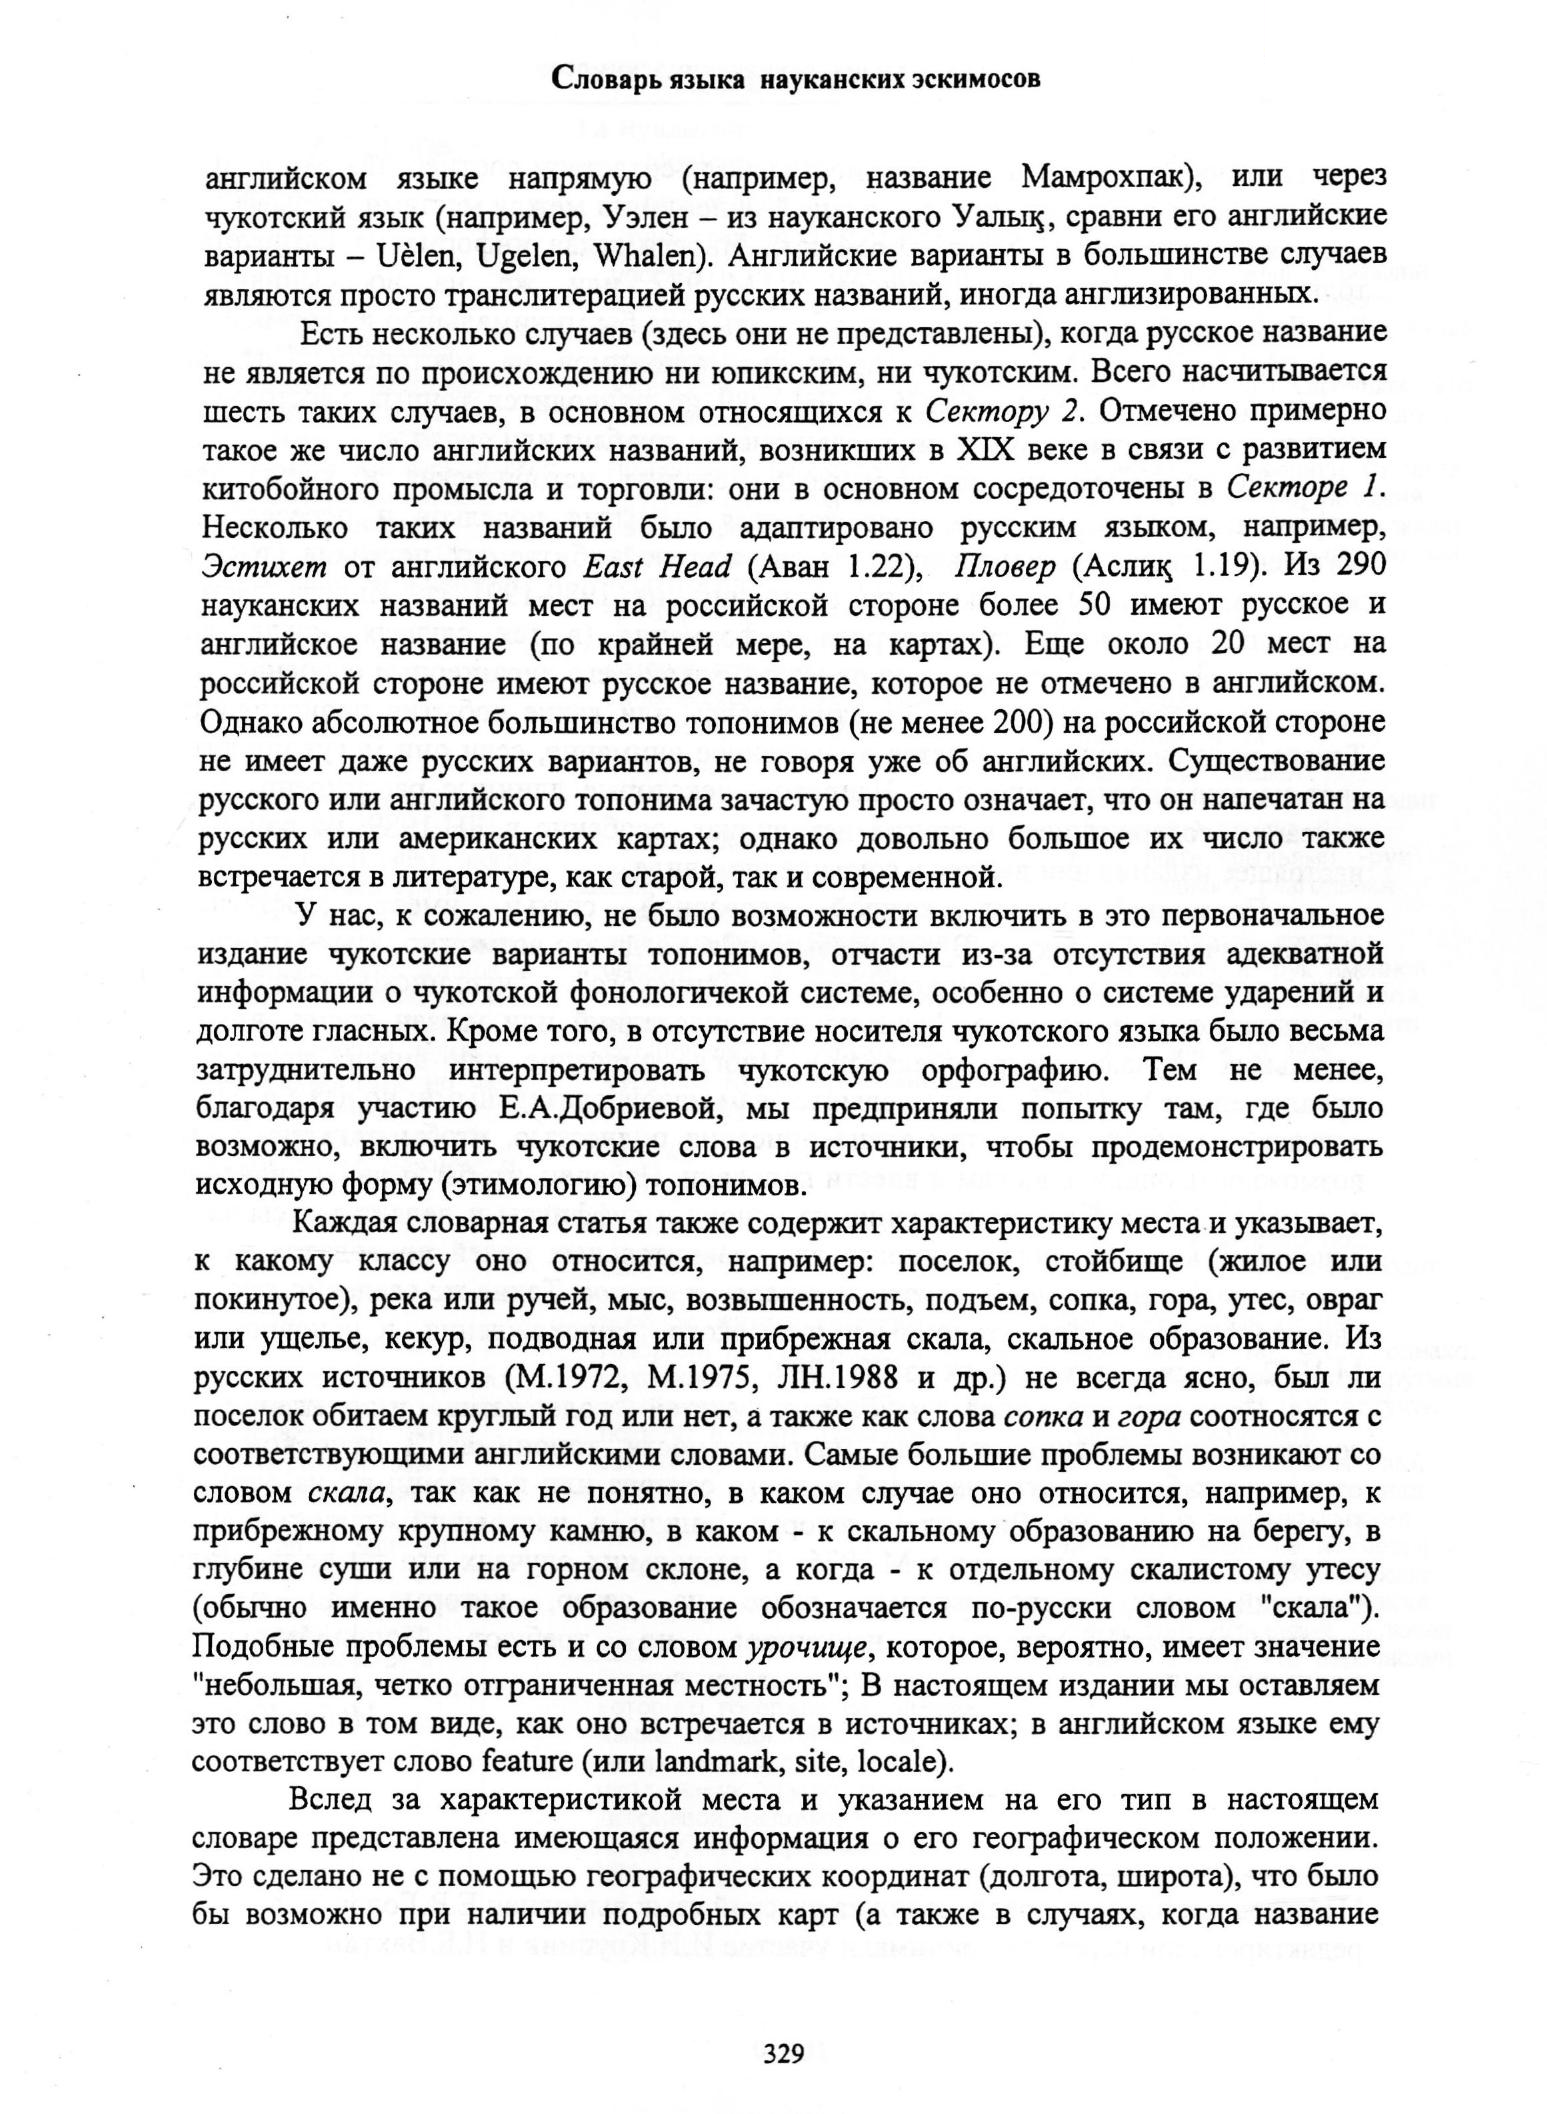 Словарь языка науканских эскимосов
английском языке напрямую (например, название Мамрохпак), или через
чукотский язык (например, Уэлен – из науканского Уалыӄ, сравни его английские
варианты – Uèlen, Ugelen, Whalen). Английские варианты в большинстве случаев
являются просто транслитерацией русских названий, иногда англизированных.
Есть несколько случаев (здесь они не представлены), когда русское название
не является по происхождению ни юпикским, ни чукотским. Всего насчитывается
шесть таких случаев, в основном относящихся к Сектору 2. Отмечено примерно
такое же число английских названий, возникших в XIX веке в связи с развитием
китобойного промысла и торговли: они в основном сосредоточены в Секторе 1.
Несколько таких названий было адаптировано русским языком, например,
Эстихет от английского East Head (Аван 1.22), Пловер (Аслиӄ 1.19). Из 290
науканских названий мест на российской стороне более 50 имеют русское и
английское название (по крайней мере, на картах). Еще около 20 мест на
российской стороне имеют русское название, которое не отмечено в английском.
Однако абсолютное большинство топонимов (не менее 200) на российской стороне
не имеет даже русских вариантов, не говоря уже об английских. Существование
русского или английского топонима зачастую просто означает, что он напечатан на
русских или американских картах; однако довольно большое их число также
встречается в литературе, как старой, так и современной.
У нас, к сожалению, не было возможности включить в это первоначальное
издание чукотские варианты топонимов, отчасти из-за отсутствия адекватной
информации о чукотской фонологичекой системе, особенно о системе ударений и
долготе гласных. Кроме того, в отсутствие носителя чукотского языка было весьма
затруднительно интерпретировать чукотскую орфографию. Тем не менее,
благодаря участию Е.А.Добриевой, мы предприняли попытку там, где было
возможно, включить чукотские слова в источники, чтобы продемонстрировать
исходную форму (этимологию) топонимов.
Каждая словарная статья также содержит характеристику места и указывает,
к какому классу оно относится, например: поселок, стойбище (жилое или
покинутое), река или ручей, мыс, возвышенность, подъем, сопка, гора, утес, овраг
или ущелье, кекур, подводная или прибрежная скала, скальное образование. Из
русских источников (М.1972, М.1975, ЛН.1988 и др.) не всегда ясно, был ли
поселок обитаем круглый год или нет, а также как слова сопка и гора соотносятся с
соответствующими английскими словами. Самые большие проблемы возникают со
словом скала, так как не понятно, в каком случае оно относится, например, к
прибрежному крупному камню, в каком - к скальному образованию на берегу, в
глубине суши или на горном склоне, а когда - к отдельному скалистому утесу
(обычно именно такое образование обозначается по-русски словом "скала").
Подобные проблемы есть и со словом урочище, которое, вероятно, имеет значение
"небольшая, четко отграниченная местность"; В настоящем издании мы оставляем
это слово в том виде, как оно встречается в источниках; в английском языке ему
соответствует слово feature (или landmark, site, locale).
Вслед за характеристикой места и указанием на его тип в настоящем
словаре представлена имеющаяся информация о его географическом положении.
Это сделано не с помощью географических координат (долгота, широта), что было
бы возможно при наличии подробных карт (а также в случаях, когда название
329